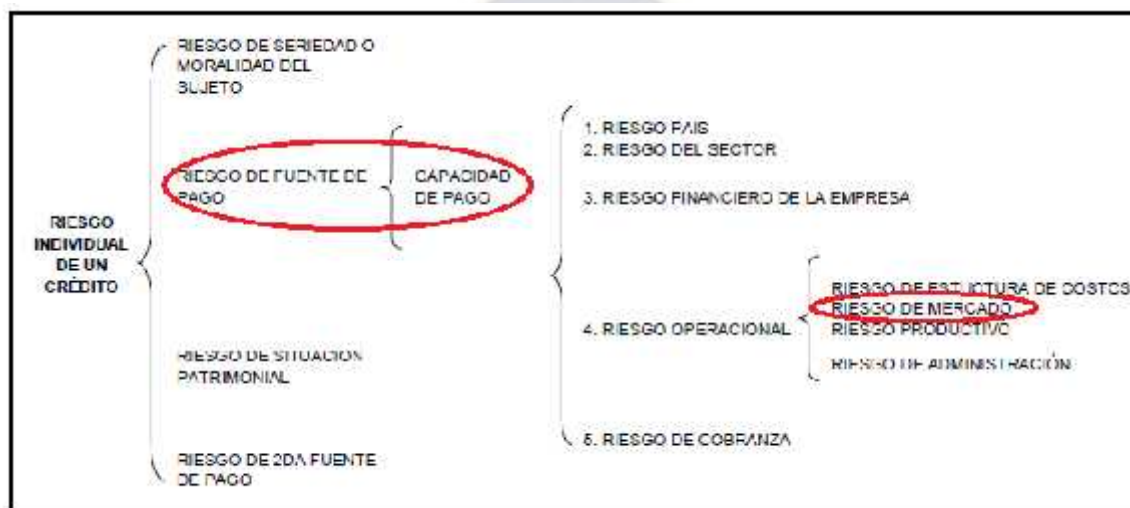 RIESGO DE SERIEDAD O
MORALIDAD DEL
SUJETO
RIESGO DE FUENTE DE
PAGO
CAPACIDAD
DE PAGO
RIESGO
INDIVIDUAL
DE UN
CRÉDITO
RIESGO DE SITUACION
PATRIMONIAL
RIESGO DE 2DA FUENTE
DE PAGO
1. RIESGO PAIS
2. RIESGO DEL SECTOR
3. RIESGO FINANCIERO DE LA EMPRESA
4. RIESGO OPERACIONAL
RIESGO DE ESTUCTURA DE COSTOS
RIESGO DE MERCADO
RIESGO PRODUCTIVO
RIESGO DE ADMINISTRACIÓN
5. RIESGO DE COBRANZA